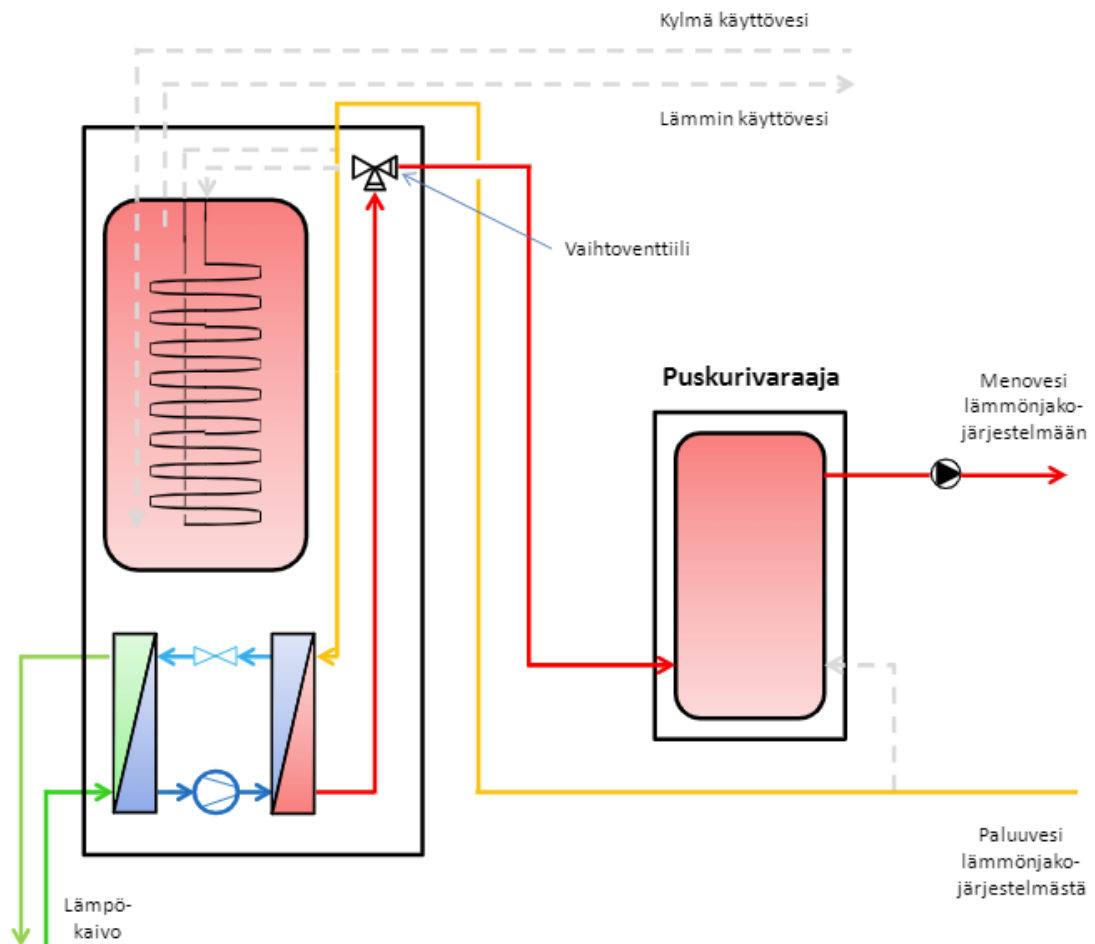 Kylmä käyttövesi
Lämmin käyttövesi
Vaihtoventtiili
Puskurivaraaja
Menovesi
lämmönjako-
järjestelmään
Paluuvesi
lämmönjako-
järjestelmästä
Lämpö-
kaivo